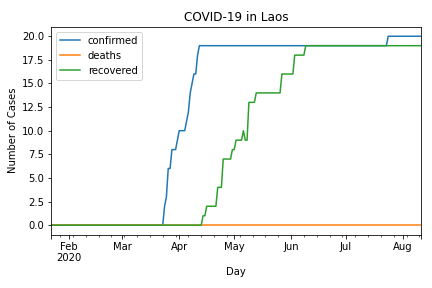 COVID-19 in Laos
confirmed
deaths
recovered
20.0
17.5
15.0
12.5
10.0
7.5
5.0
2.5
0.0
Number of Cases
Feb
2020
Mar
Apr
May
Jun
Jul
Aug
Day